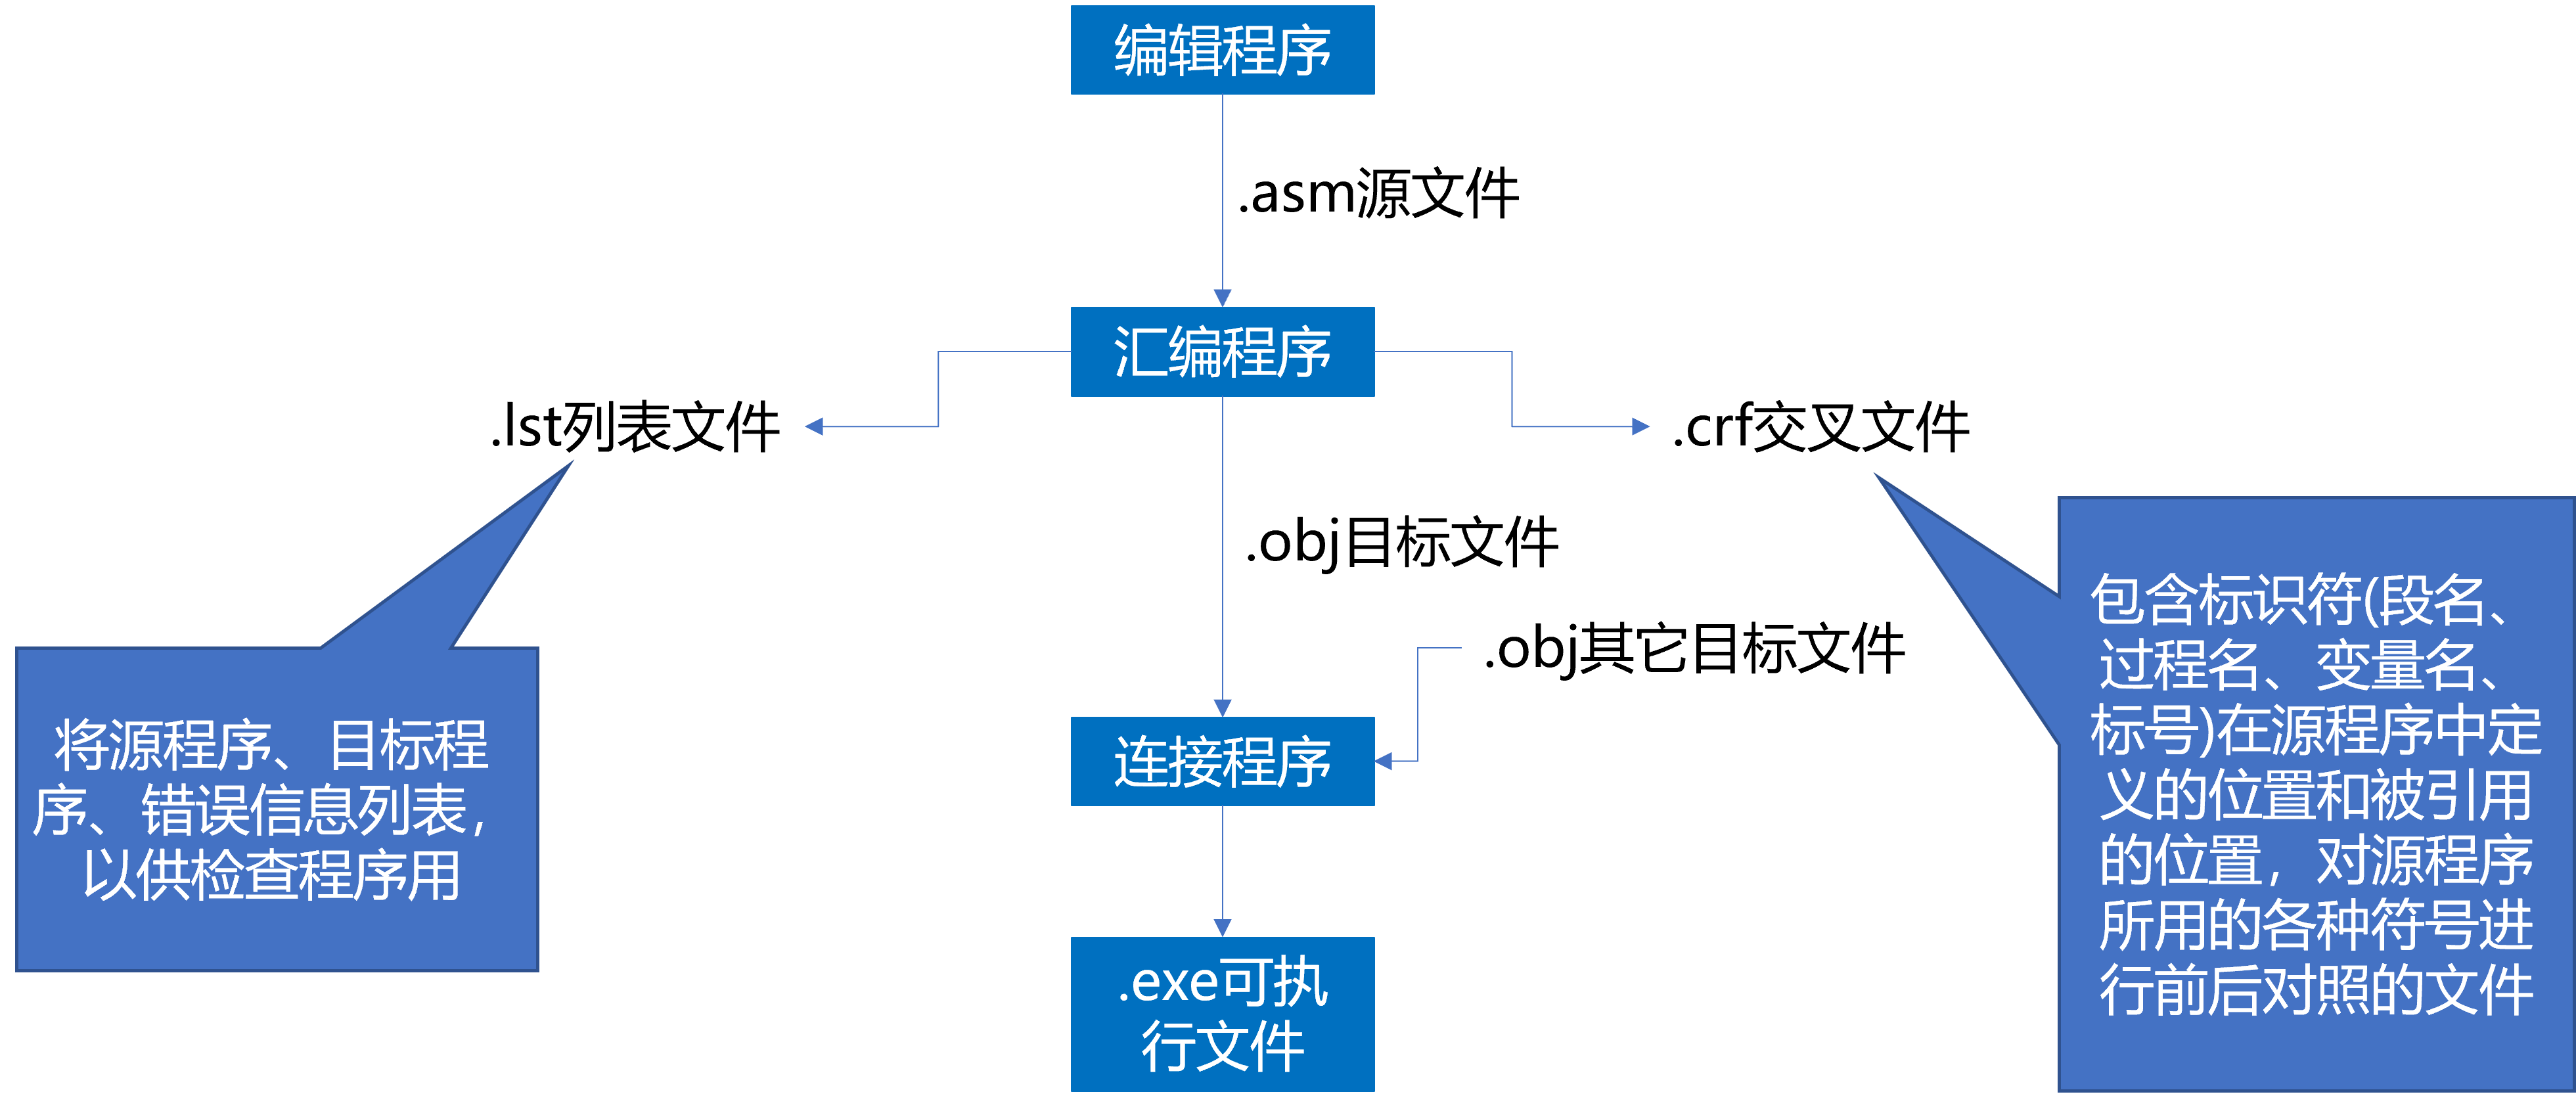 编辑程序
.asm源文件
汇编程序
.lst列表文件
.crf交叉文件
.obj目标文件
.obj其它目标文件
将源程序、目标程
序、错误信息列表，
以供检查程序用
连接程序
.exe可执
行文件
包含标识符(段名、
过程名、变量名、
标号)在源程序中定
义的位置和被引用
的位置，对源程序
所用的各种符号进
行前后对照的文件